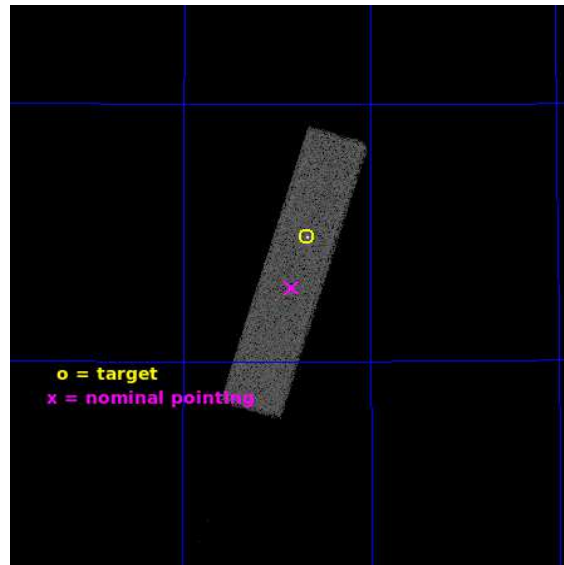 o = target
x = nominal pointing